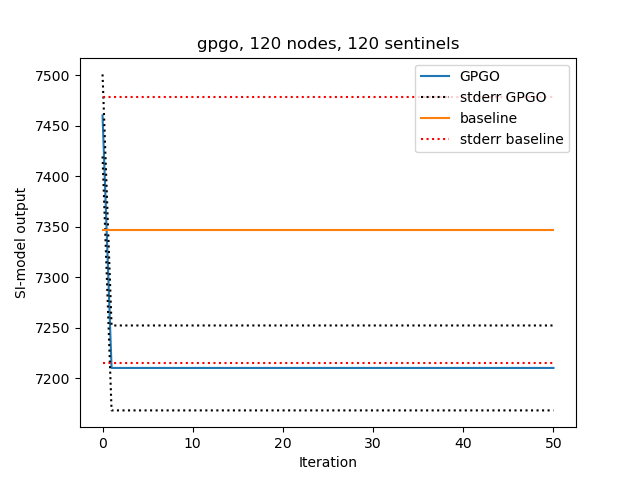 gpgo, 120 nodes, 120 sentinels
GPGO
stderr GPGO
baseline
stderr baseline
7500
7450
7400
7350
7300
7250
7200
SI-model output
0 10 20 30 40 50
Iteration